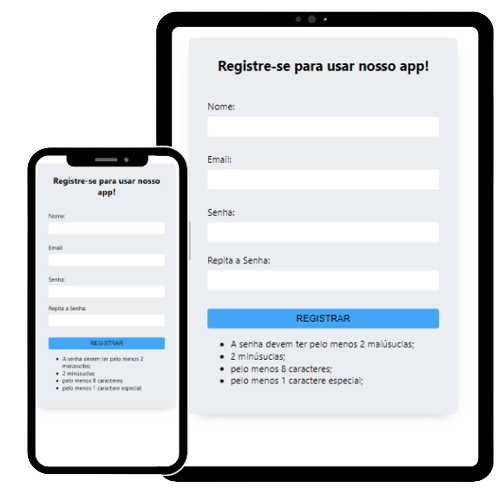 Registre-se para usar nosso app!
Nome:
Email:
Senha:
Repita a Senha:
REGISTRAR
A senha devem ter pelo menos 2 maiúsuclas;
2 minúsucias;
pelo menos 8 caracteres;
pelo menos 1 caractere especial;
Registre-se para usar nosso
app!
Nome:
Email:
Senha:
Repita a Senha:
REGISTRAR
A senha devem ter pelo menos 2
maiúsuclas;
2 minúsucias;
pelo menos 8 caracteres;
pelo menos 1 caractere especial;